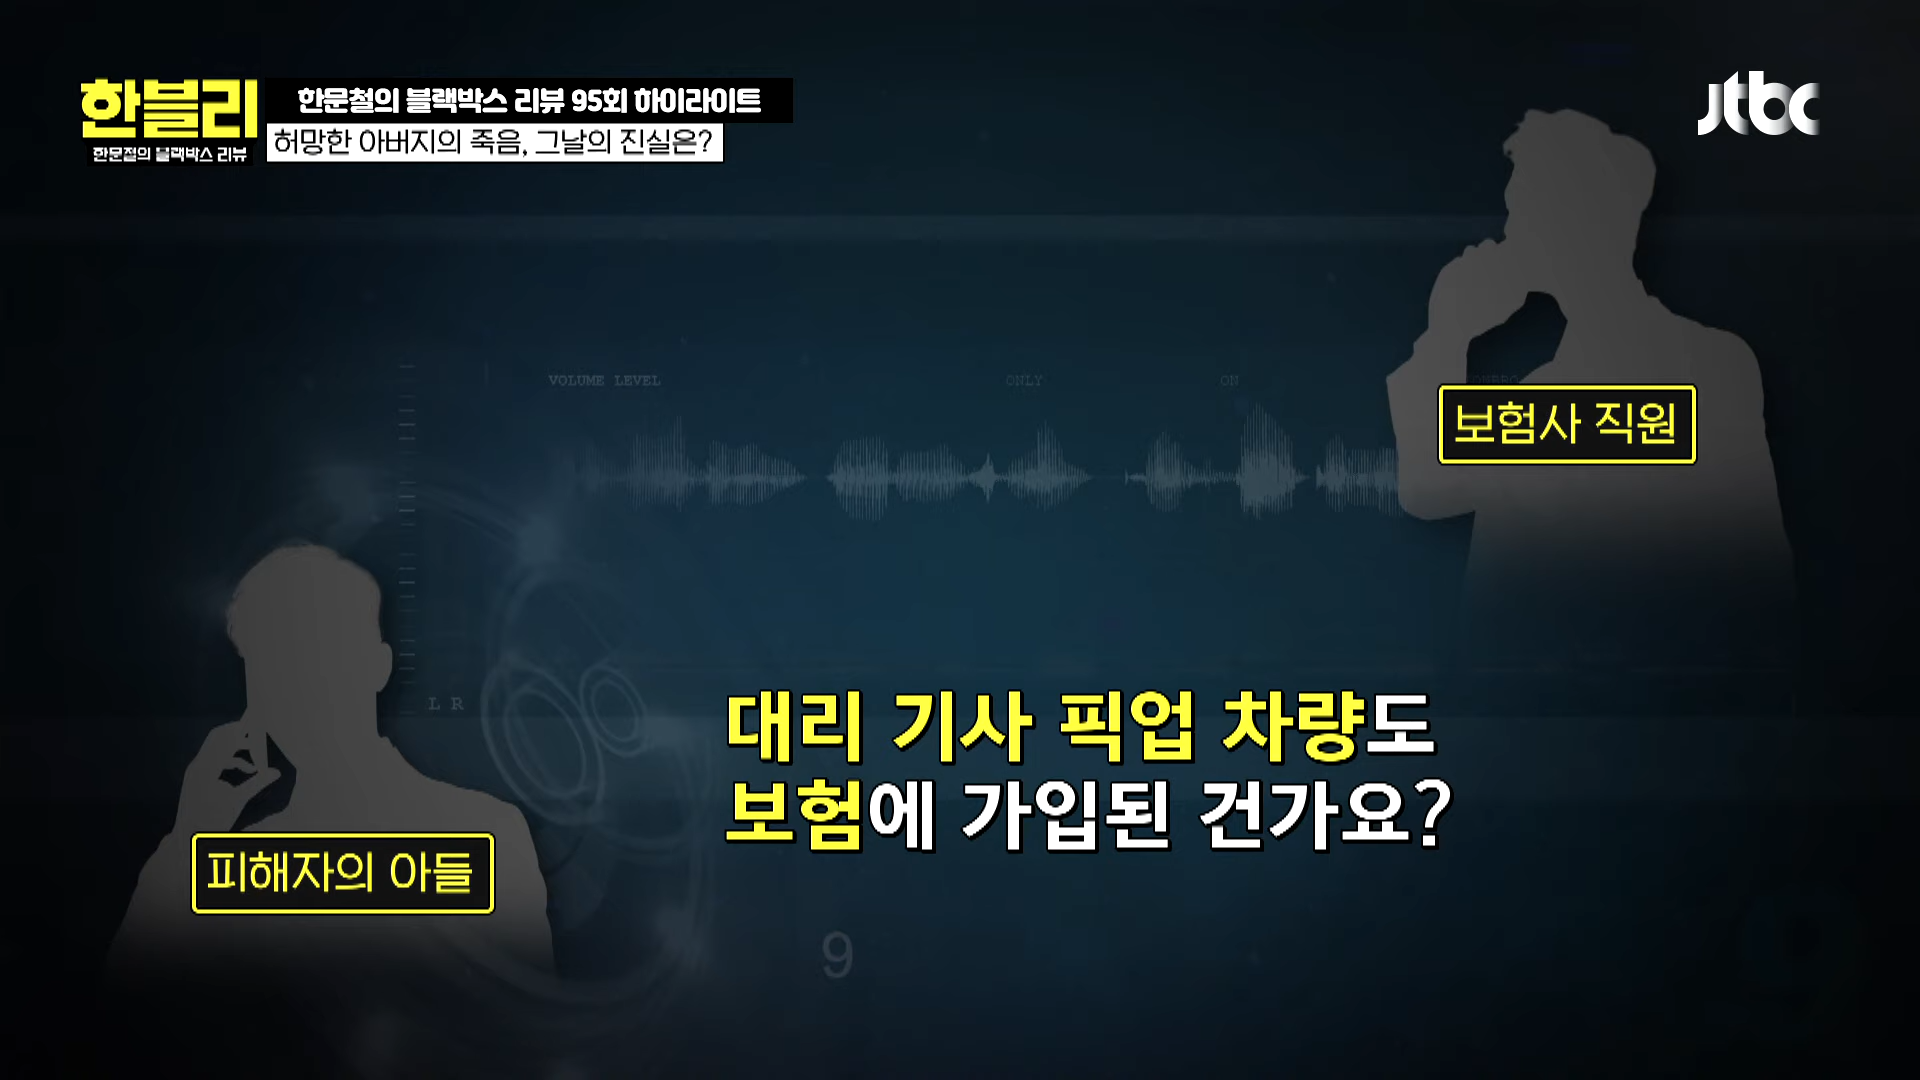 한블리
한문철의 블랙박스 리뷰
한문철의 블랙박스 리뷰 95회 하이라이트
허망한 아버지의 죽음, 그날의 진실은?
jtbc
VOLUME LEVEL
ONLY
ON
보험사 직원
L R
대리 기사 픽업 차량도
보험에 가입된 건가요?
피해자의 아들
9